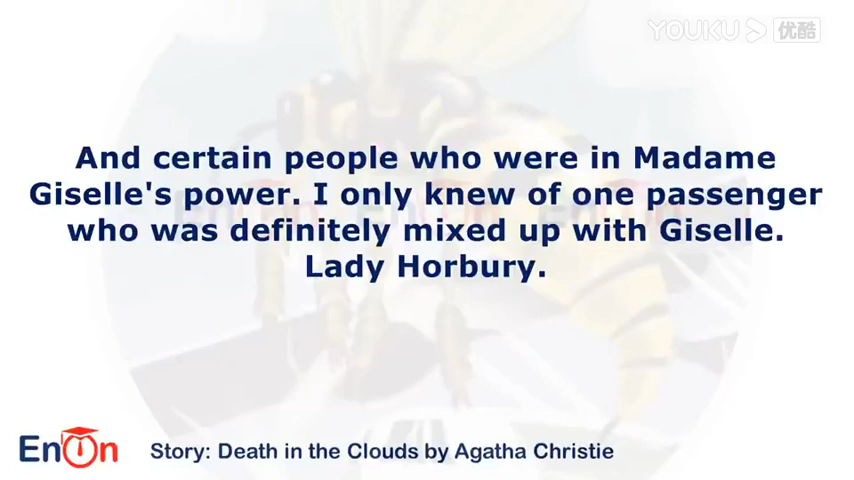 YOUKU 优酷
And certain people who were in Madame
Giselle's power. I only knew of one passenger
who was definitely mixed up with Giselle.
Lady Horbury.
EnOn
Story: Death in the Clouds by Agatha Christie